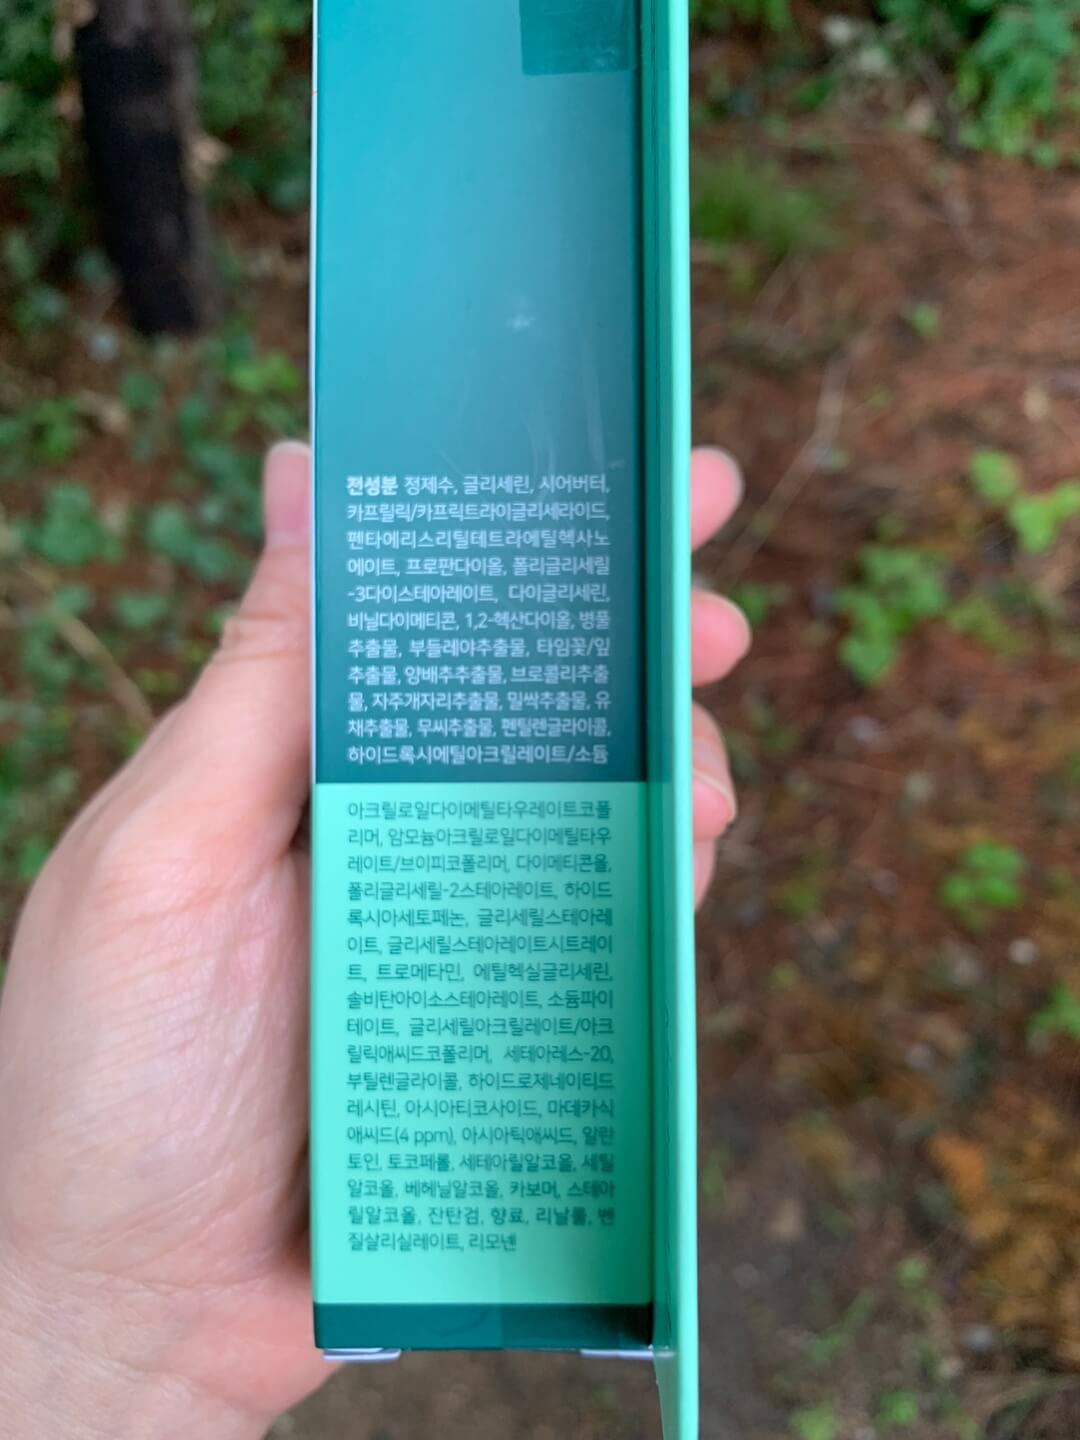 전성분 정제수, 글리세린, 시어버터,
카프릴릭/카프릭트라이글리세라이드,
펜타에리스리틸테트라에틸헥사노
에이트, 프로판다이올, 폴리글리세릴
-3다이스테아레이트, 다이글리세린,
비닐다이메티콘, 1,2-헥산다이올, 병풀
추출물, 부들레야추출물, 타임꽃/잎
추출물, 양배추추출물, 브로콜리추출
물, 자주개자리추출물, 밀싹추출물, 유
채추출물, 무씨추출물, 펜틸렌글라이콜,
하이드록시에틸아크릴레이트/소듐
아크릴로일다이메틸타우레이트코폴
리머, 암모늄아크릴로일다이메틸타우
레이트/브이피코폴리머, 다이메티콘올,
폴리글리세릴-2스테아레이트, 하이드
록시아세토페논, 글리세릴스테아레
이트, 글리세릴스테아레이트시트레이
트, 트로메타민, 에틸헥실글리세린,
솔비탄아이소스테아레이트, 소듐파이
테이트, 글리세릴아크릴레이트/아크
릴릭애씨드코폴리머, 세테아레스-20,
부틸렌글라이콜, 하이드로제네이티드
레시틴, 아시아티코사이드, 마데카식
애씨드(4 ppm), 아시아틱애씨드, 알란
토인, 토코페롤, 세테아릴알코올, 세틸
알코올, 베헤닐알코올, 카보머, 스테아
릴알코올, 잔탄검, 향료, 리날룰, 벤
질살리실레이트, 리모넨